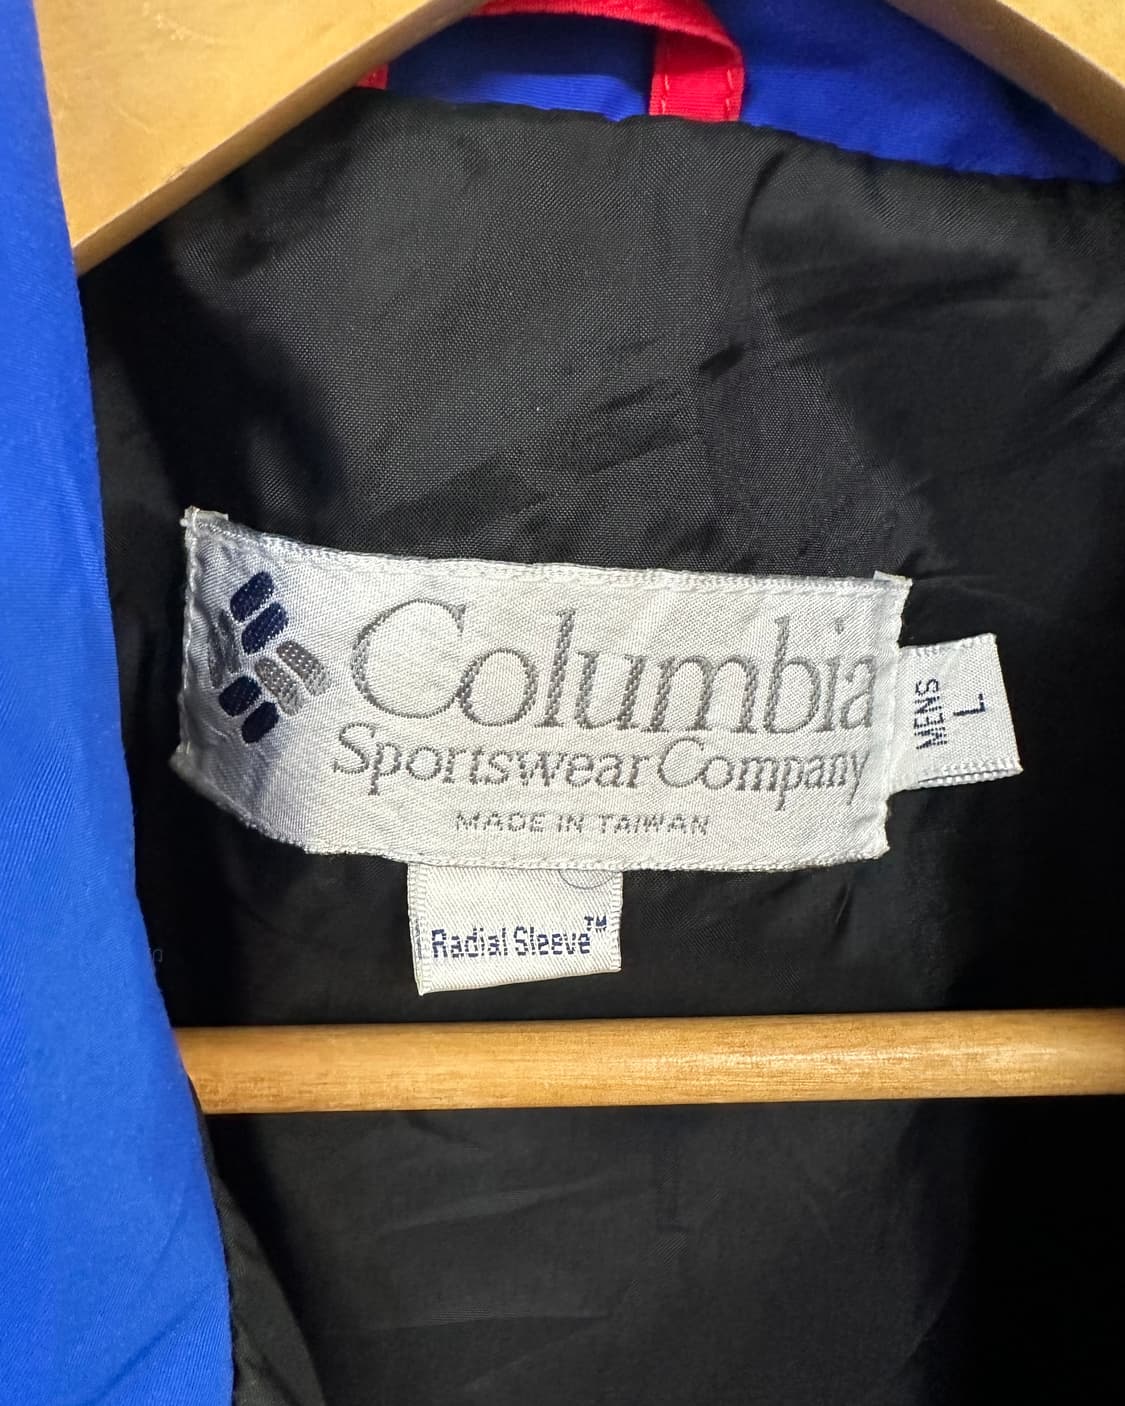 Columbia
Sportswear Company
MADE IN TAIWAN
MENS
L
Radial Sleeve™